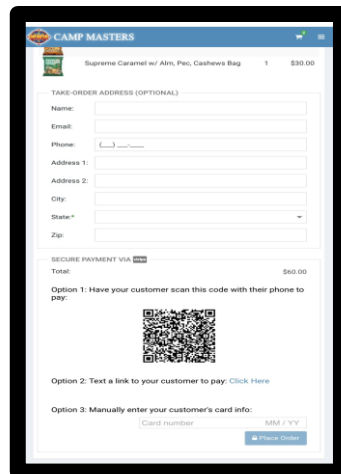 CAMP MASTERS
Supreme Caramel w/ Alm, Pec, Cashews Bag 1 $30.00
TAKE-ORDER ADDRESS (OPTIONAL)
Name:
Email:
Phone: (___) ___-____
Address 1:
Address 2:
City:
State:*
Zip:
SECURE PAYMENT VIA stripe
Total: $60.00
Option 1: Have your customer scan this code with their phone to
pay:
Option 2: Text a link to your customer to pay: Click Here
Option 3: Manually enter your customer's card info:
Card number MM / YY
Place Order